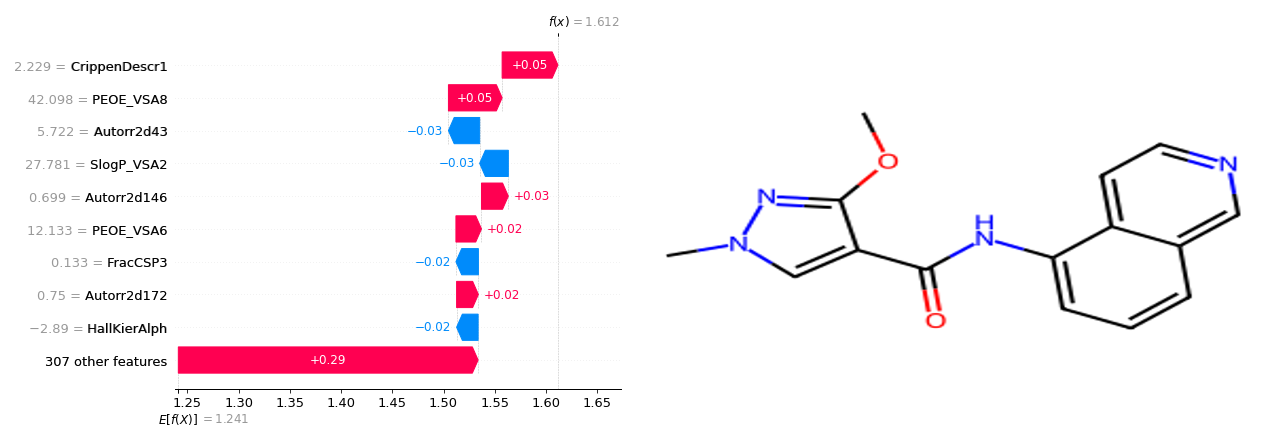 f(x) = 1.612
2.229 = CrippenDescr1
+0.05
42.098 = PEOE_VSA8
+0.05
5.722 = Autorr2d43
−0.03
27.781 = SlogP_VSA2
−0.03
0.699 = Autorr2d146
+0.03
12.133 = PEOE_VSA6
+0.02
0.133 = FracCSP3
−0.02
0.75 = Autorr2d172
+0.02
−2.89 = HallKierAlph
−0.02
307 other features
+0.29
1.25 1.30 1.35 1.40 1.45 1.50 1.55 1.60 1.65
E[f(X)] = 1.241
O
N
N
N
H
N
O